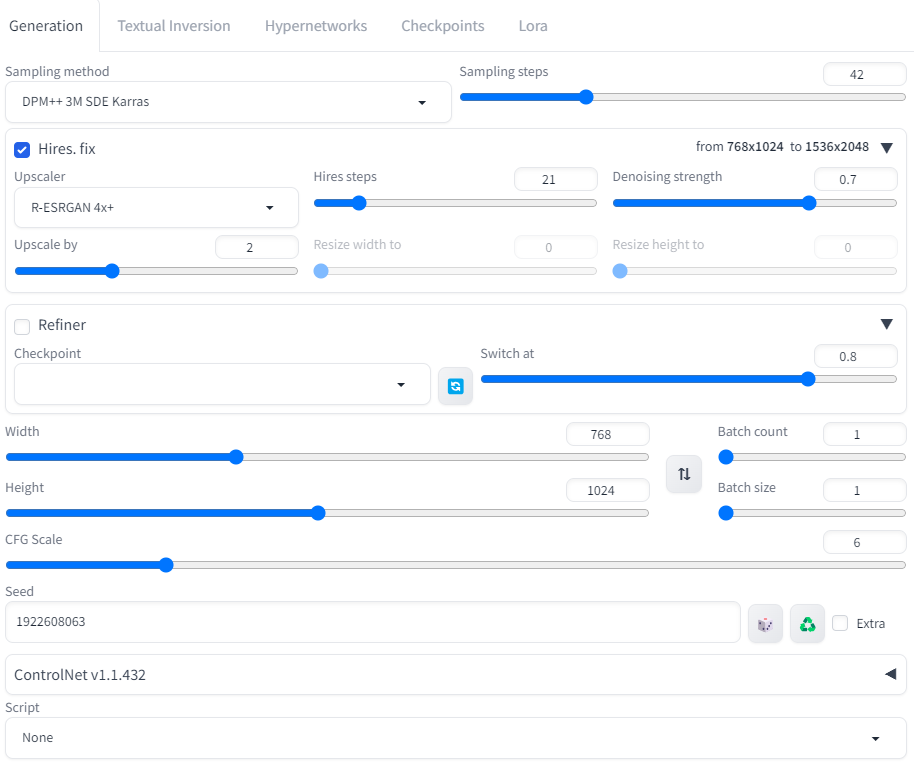 Generation Textual Inversion Hypernetworks Checkpoints Lora
Sampling method
DPM++ 3M SDE Karras
Sampling steps 42
Hires. fix from 768x1024 to 1536x2048
Upscaler
R-ESRGAN 4x+
Hires steps 21
Denoising strength 0.7
Upscale by 2
Resize width to 0
Resize height to 0
Refiner
Checkpoint
Switch at 0.8
Width 768
Height 1024
Batch count 1
Batch size 1
CFG Scale 6
Seed
1922608063
Extra
ControlNet v1.1.432
Script
None